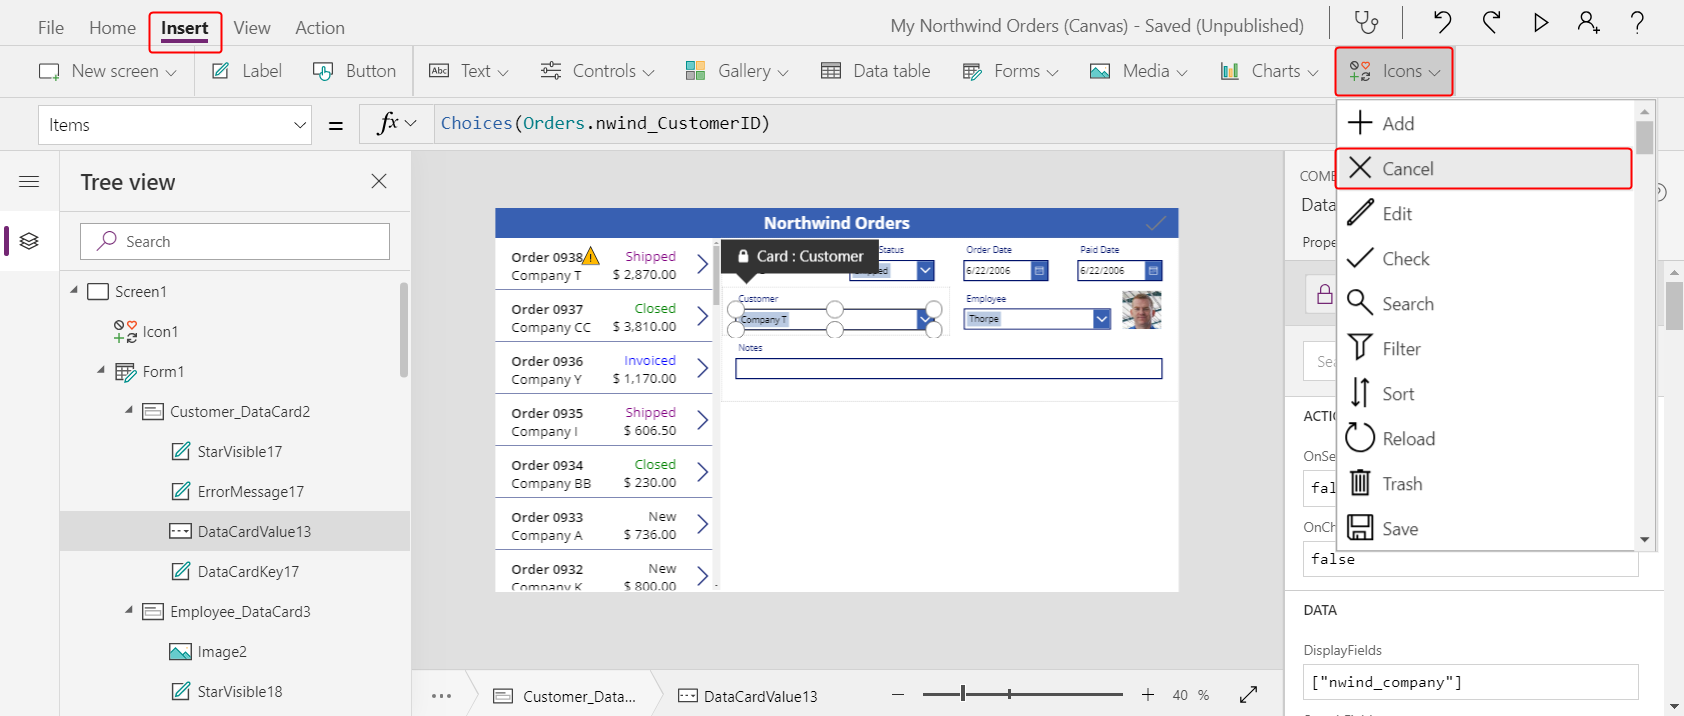 File Home Insert View Action
My Northwind Orders (Canvas) - Saved (Unpublished)
New screen Label Button Text Controls Gallery Data table Forms Media Charts Icons
Abc
Items = fx Choices(Orders.nwind_CustomerID)
Tree view
Search
Screen1
Icon1
Form1
Customer_DataCard2
StarVisible17
ErrorMessage17
DataCardValue13
DataCardKey17
Employee_DataCard3
Image2
StarVisible18
Northwind Orders
Order 0938 Shipped
Company T $ 2,870.00
Order 0937 Closed
Company CC $ 3,810.00
Order 0936 Invoiced
Company Y $ 1,170.00
Order 0935 Shipped
Company I $ 606.50
Order 0934 Closed
Company BB $ 230.00
Order 0933 New
Company A $ 736.00
Order 0932 New
Company K $ 800.00
Card : Customer
Status Order Date Paid Date
6/22/2006 6/22/2006
Customer Employee
Company T Thorpe
Notes
Add
Cancel
Edit
Check
Search
Filter
Sort
Reload
Trash
Save
COMB
Data
Prope
Sea
ACTIO
OnSe
fal
OnCh
false
DATA
DisplayFields
["nwind_company"]
... Customer_Data... DataCardValue13
— + 40 %